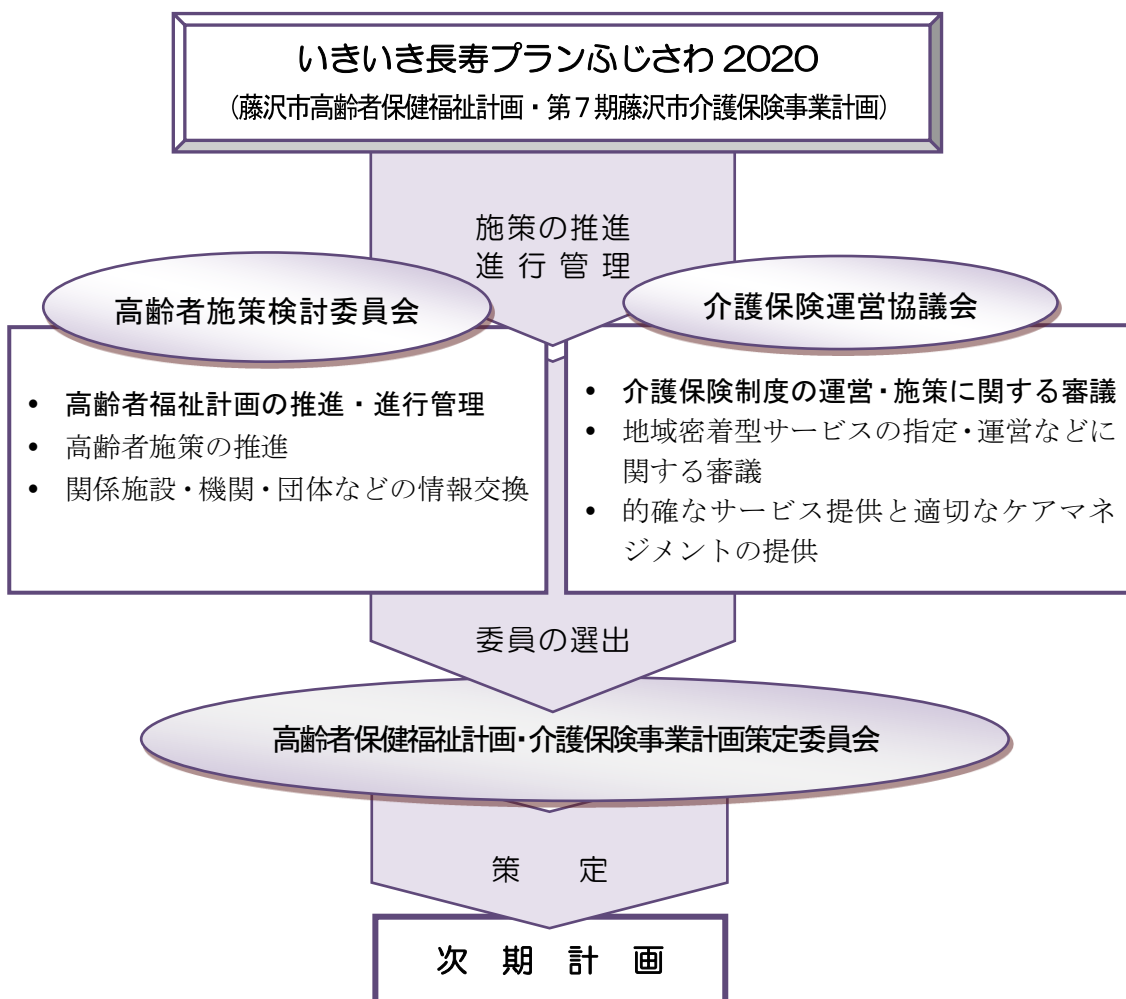 いきいき長寿プランふじさわ 2020
(藤沢市高齢者保健福祉計画・第7期藤沢市介護保険事業計画)
施策の推進
進行管理
高齢者施策検討委員会
• 高齢者福祉計画の推進・進行管理
• 高齢者施策の推進
• 関係施設・機関・団体などの情報交換
介護保険運営協議会
• 介護保険制度の運営・施策に関する審議
• 地域密着型サービスの指定・運営などに
関する審議
• 的確なサービス提供と適切なケアマネ
ジメントの提供
委員の選出
高齢者保健福祉計画・介護保険事業計画策定委員会
策　定
次 期 計 画